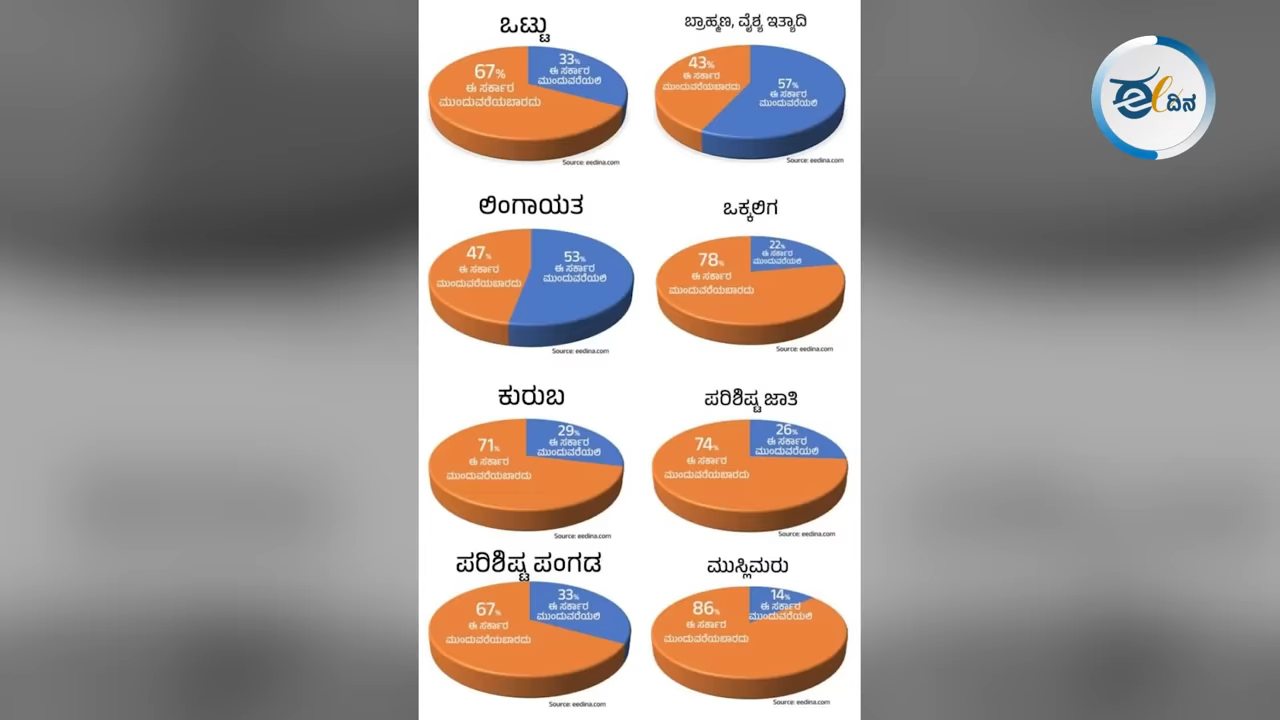 ಒಟ್ಟು
67%
ಈ ಸರ್ಕಾರ
ಮುಂದುವರೆಯಬಾರದು
33%
ಈ ಸರ್ಕಾರ
ಮುಂದುವರೆಯಲಿ
Source: eedina.com
ಬ್ರಾಹ್ಮಣ, ವೈಶ್ಯ ಇತ್ಯಾದಿ
43%
ಈ ಸರ್ಕಾರ
ಮುಂದುವರೆಯಬಾರದು
57%
ಈ ಸರ್ಕಾರ
ಮುಂದುವರೆಯಲಿ
Source: eedina.com
ಈ ದಿನ
ಲಿಂಗಾಯತ
47%
ಈ ಸರ್ಕಾರ
ಮುಂದುವರೆಯಬಾರದು
53%
ಈ ಸರ್ಕಾರ
ಮುಂದುವರೆಯಲಿ
Source: eedina.com
ಒಕ್ಕಲಿಗ
78%
ಈ ಸರ್ಕಾರ
ಮುಂದುವರೆಯಬಾರದು
22%
ಈ ಸರ್ಕಾರ
ಮುಂದುವರೆಯಲಿ
Source: eedina.com
ಕುರುಬ
71%
ಈ ಸರ್ಕಾರ
ಮುಂದುವರೆಯಬಾರದು
29%
ಈ ಸರ್ಕಾರ
ಮುಂದುವರೆಯಲಿ
Source: eedina.com
ಪರಿಶಿಷ್ಟ ಜಾತಿ
74%
ಈ ಸರ್ಕಾರ
ಮುಂದುವರೆಯಬಾರದು
26%
ಈ ಸರ್ಕಾರ
ಮುಂದುವರೆಯಲಿ
Source: eedina.com
ಪರಿಶಿಷ್ಟ ಪಂಗಡ
67%
ಈ ಸರ್ಕಾರ
ಮುಂದುವರೆಯಬಾರದು
33%
ಈ ಸರ್ಕಾರ
ಮುಂದುವರೆಯಲಿ
Source: eedina.com
ಮುಸ್ಲಿಮರು
86%
ಈ ಸರ್ಕಾರ
ಮುಂದುವರೆಯಬಾರದು
14%
ಈ ಸರ್ಕಾರ
ಮುಂದುವರೆಯಲಿ
Source: eedina.com